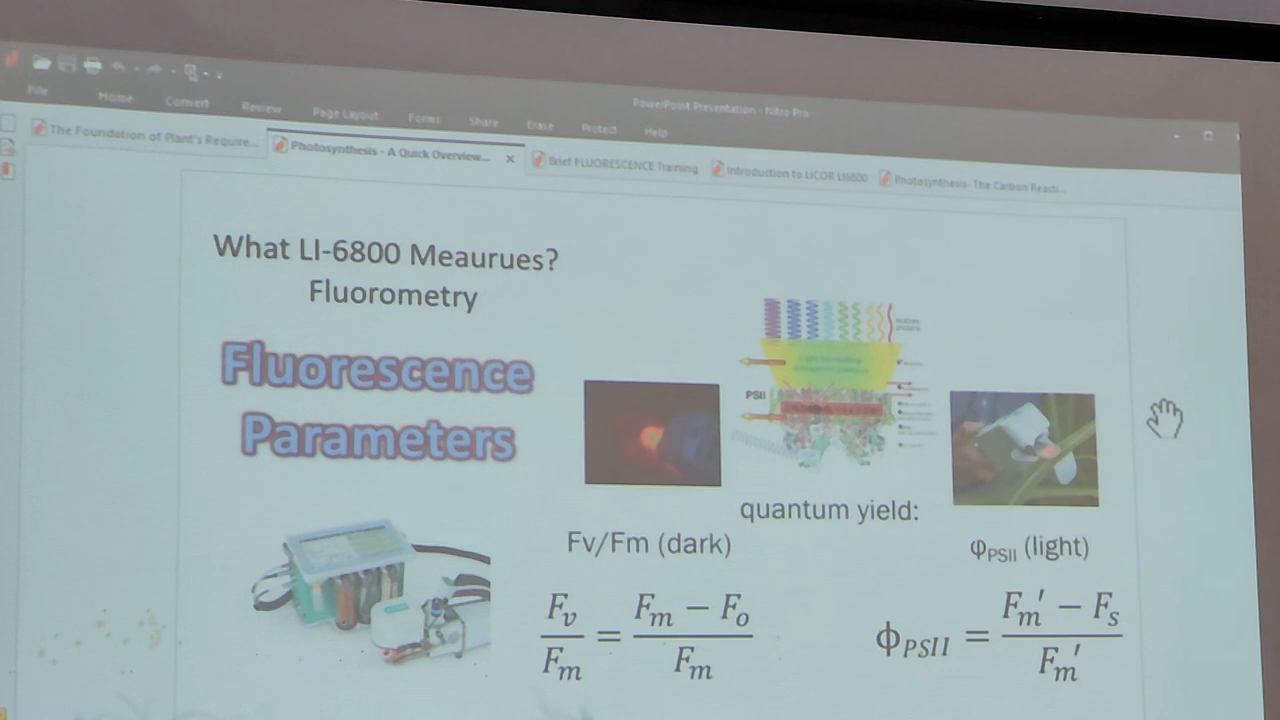 PowerPoint Presentation - Nitro Pro
File Home Convert Review Page Layout Forms Share Erase Protect Help
The Foundation of Plant's Require...
Photosynthesis - A Quick Overview...
Brief FLUORESCENCE Training
Introduction to LiCOR LI6800
Photosynthesis- The Carbon Reacti...
What LI-6800 Meaurues?
Fluorometry
Fluorescence
Parameters
PSII
quantum yield:
Fv/Fm (dark)
φPSII (light)
Fv/Fm = (Fm − Fo)/Fm
ϕPSII = (Fm′ − Fs)/Fm′